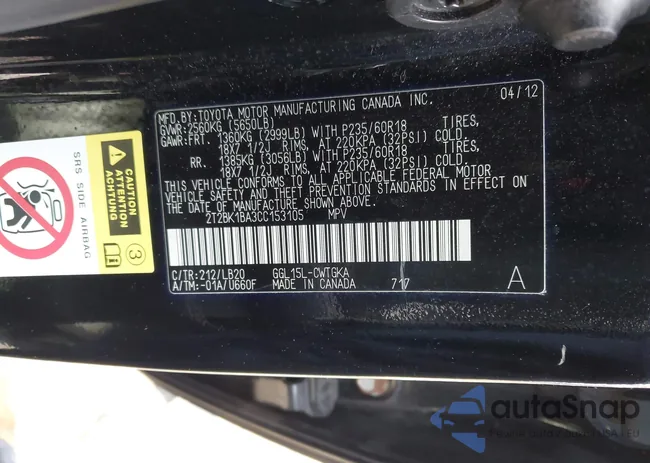 MFD.BY:TOYOTA MOTOR MANUFACTURING CANADA INC. 04/12
GVWR:2560KG (5650LB)
GAWR:FRT. 1360KG (2999LB) WITH P235/60R18 TIRES,
18X7 1/2J RIMS, AT 220KPA (32PSI) COLD.
RR. 1385KG (3056LB) WITH P235/60R18 TIRES,
18X7 1/2J RIMS, AT 220KPA (32PSI) COLD.
THIS VEHICLE CONFORMS TO ALL APPLICABLE FEDERAL MOTOR
VEHICLE SAFETY AND THEFT PREVENTION STANDARDS IN EFFECT ON
THE DATE OF MANUFACTURE SHOWN ABOVE.
2T2BK1BA3CC153105 MPV
C/TR:212/LB20 GGL15L-CWTGKA
A/TM:-01A/U660F MADE IN CANADA 717 A
CAUTION
ATTENTION
ACHTUNG
SRS SIDE AIRBAG
3
autoSnap